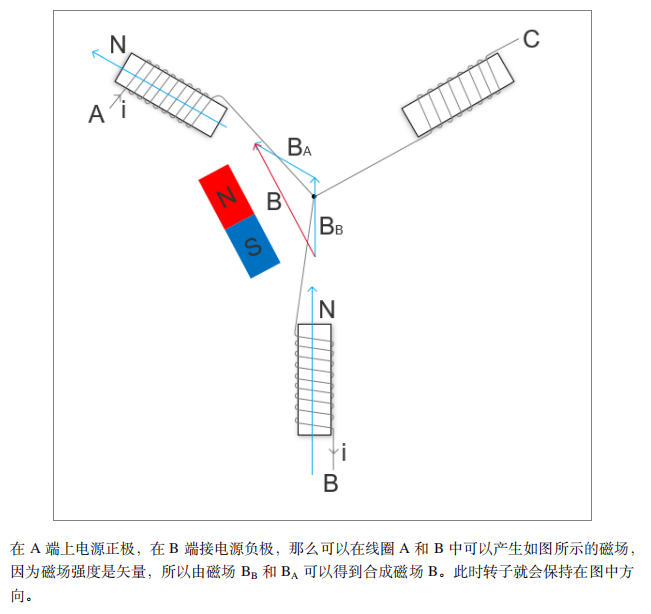 N
C
A i
B_A
N
B
B_B
S
N
i
B
在 A 端上电源正极，在 B 端接电源负极，那么可以在线圈 A 和 B 中可以产生如图所示的磁场，
因为磁场强度是矢量，所以由磁场 B_B 和 B_A 可以得到合成磁场 B。此时转子就会保持在图中方
向。